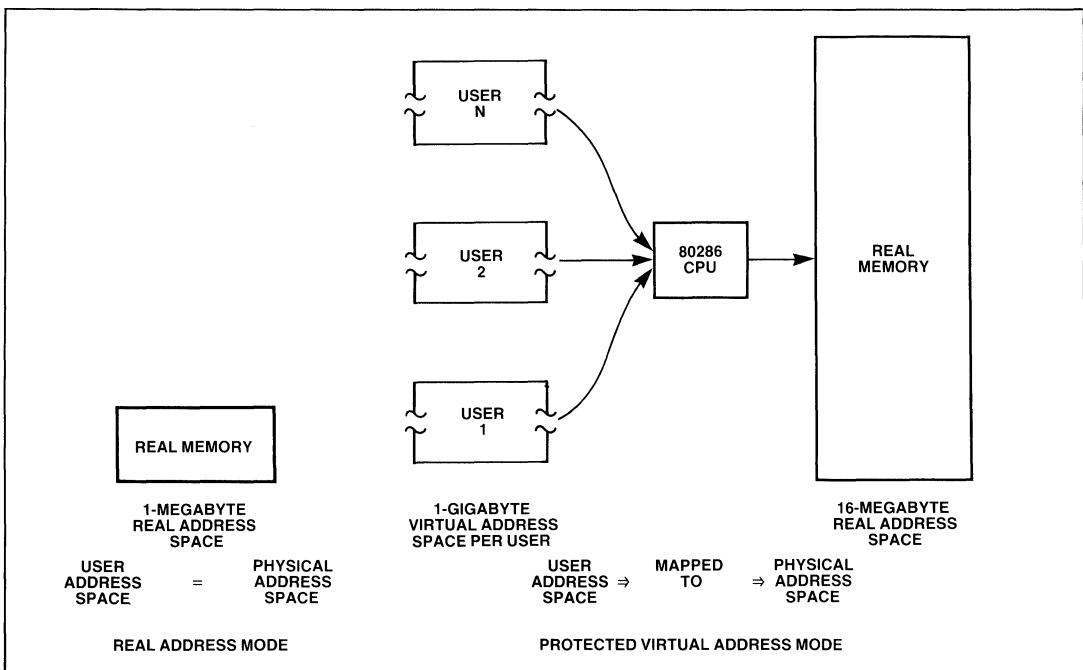 USER
N
USER
2
80286
CPU
REAL
MEMORY
USER
1
REAL MEMORY
1-MEGABYTE
REAL ADDRESS
SPACE
1-GIGABYTE
VIRTUAL ADDRESS
SPACE PER USER
16-MEGABYTE
REAL ADDRESS
SPACE
USER
ADDRESS
SPACE
=
PHYSICAL
ADDRESS
SPACE
USER
ADDRESS
SPACE
⇒
MAPPED
TO
⇒
PHYSICAL
ADDRESS
SPACE
REAL ADDRESS MODE
PROTECTED VIRTUAL ADDRESS MODE